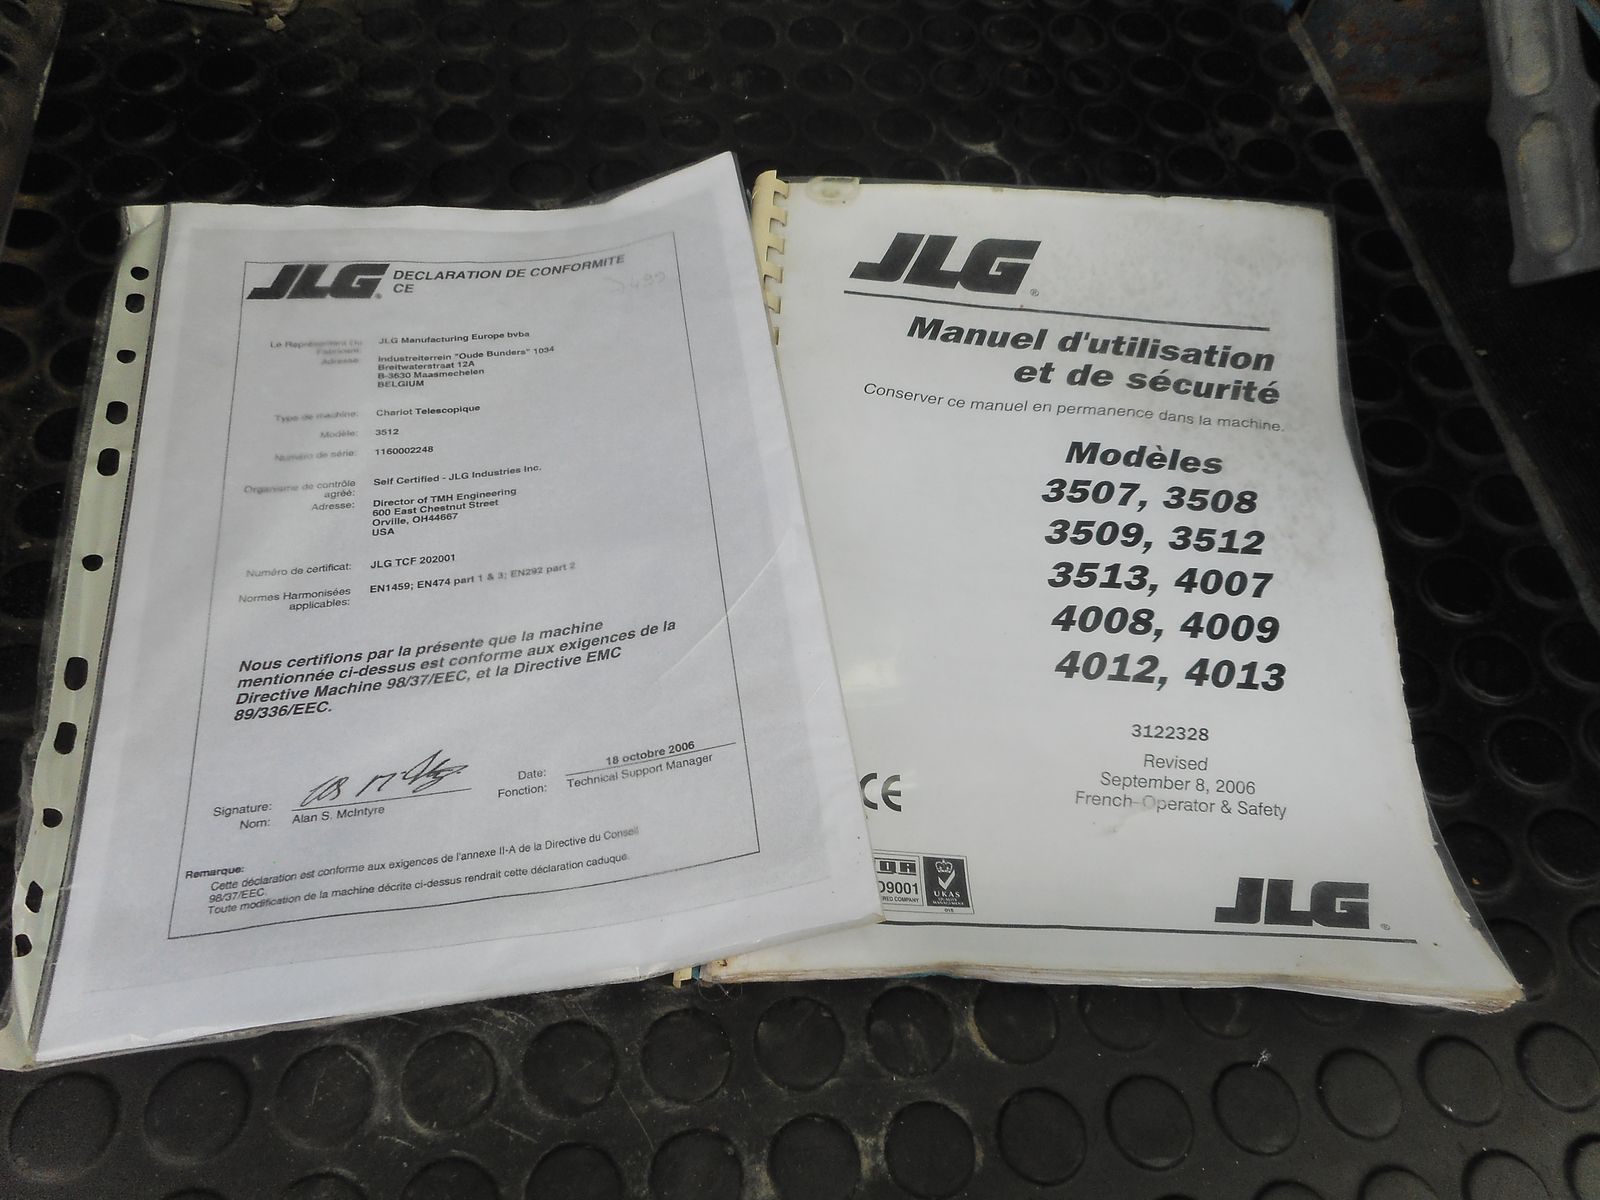 JLG
DECLARATION DE CONFORMITE
CE
Le Représentant du
Fabricant:
Adresse:
JLG Manufacturing Europe bvba
Industreiterrein "Oude Bunders" 1034
Breitwaterstraat 12A
B-3630 Maasmechelen
BELGIUM
Type de machine: Chariot Telescopique
Modèle: 3512
Numéro de série: 1160002248
Organisme de contrôle
agréé:
Adresse:
Self Certified - JLG Industries Inc.
Director of TMH Engineering
600 East Chestnut Street
Orville, OH44667
USA
Numéro de certificat: JLG TCF 202001
Normes Harmonisées
applicables:
EN1459; EN474 part 1 & 3; EN292 part 2
Nous certifions par la présente que la machine
mentionnée ci-dessus est conforme aux exigences de la
Directive Machine 98/37/EEC, et la Directive EMC
89/336/EEC.
Signature:
Nom: Alan S. McIntyre
Date: 18 octobre 2006
Fonction: Technical Support Manager
Remarque:
Cette déclaration est conforme aux exigences de l'annexe II-A de la Directive du Conseil
98/37/EEC.
Toute modification de la machine décrite ci-dessus rendrait cette déclaration caduque.
JLG
Manuel d'utilisation
et de sécurité
Conserver ce manuel en permanence dans la machine.
Modèles
3507, 3508
3509, 3512
3513, 4007
4008, 4009
4012, 4013
3122328
Revised
September 8, 2006
French-Operator & Safety
CE
9001
UKAS
QUALITY
MANAGEMENT
015
JLG